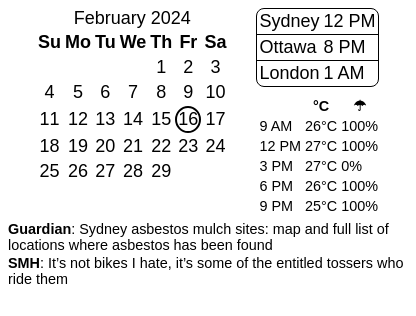 February 2024
Su Mo Tu We Th Fr Sa
1 2 3
4 5 6 7 8 9 10
11 12 13 14 15 16 17
18 19 20 21 22 23 24
25 26 27 28 29
Sydney 12 PM
Ottawa 8 PM
London 1 AM
°C ☂
9 AM 26°C 100%
12 PM 27°C 100%
3 PM 27°C 0%
6 PM 26°C 100%
9 PM 25°C 100%
Guardian: Sydney asbestos mulch sites: map and full list of
locations where asbestos has been found
SMH: It’s not bikes I hate, it’s some of the entitled tossers who
ride them